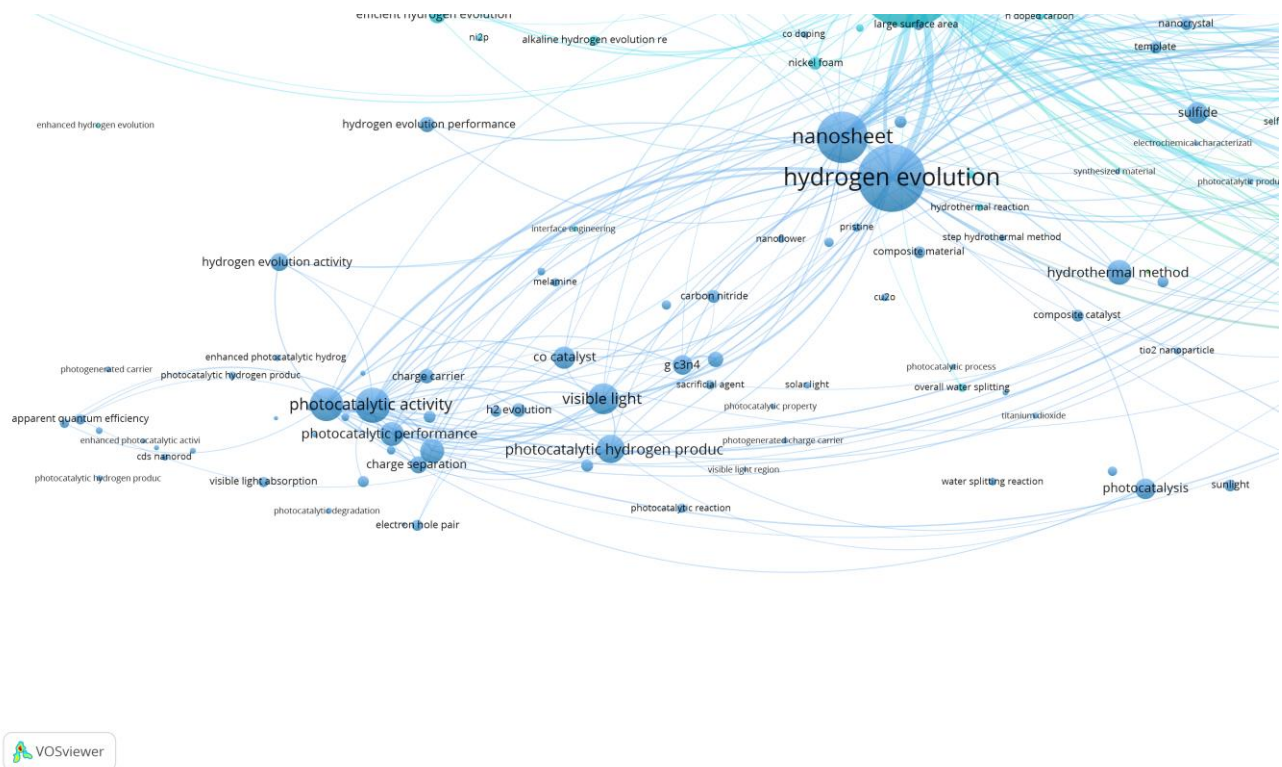 efficient hydrogen evolution
n doped carbon
large surface area
nanocrystal
co doping
ni2p
alkaline hydrogen evolution re
template
nickel foam
sulfide
enhanced hydrogen evolution
hydrogen evolution performance
self
nanosheet
electrochemical characterizati
synthesized material
hydrogen evolution
photocatalytic produ
hydrothermal reaction
interface engineering
pristine
nanoflower
step hydrothermal method
composite material
hydrogen evolution activity
hydrothermal method
melamine
carbon nitride
cu2o
composite catalyst
tio2 nanoparticle
enhanced photocatalytic hydrog
co catalyst
g c3n4
photocatalytic process
photogenerated carrier
photocatalytic hydrogen produc
charge carrier
sacrificial agent
solar light
overall water splitting
visible light
photocatalytic activity
h2 evolution
photocatalytic property
titanium dioxide
apparent quantum efficiency
photocatalytic performance
enhanced photocatalytic activi
photogenerated charge carrier
photocatalytic hydrogen produc
cds nanorod
charge separation
visible light region
photocatalytic hydrogen produc
visible light absorption
water splitting reaction
photocatalysis
sunlight
photocatalytic reaction
photocatalytic degradation
electron hole pair
VOSviewer